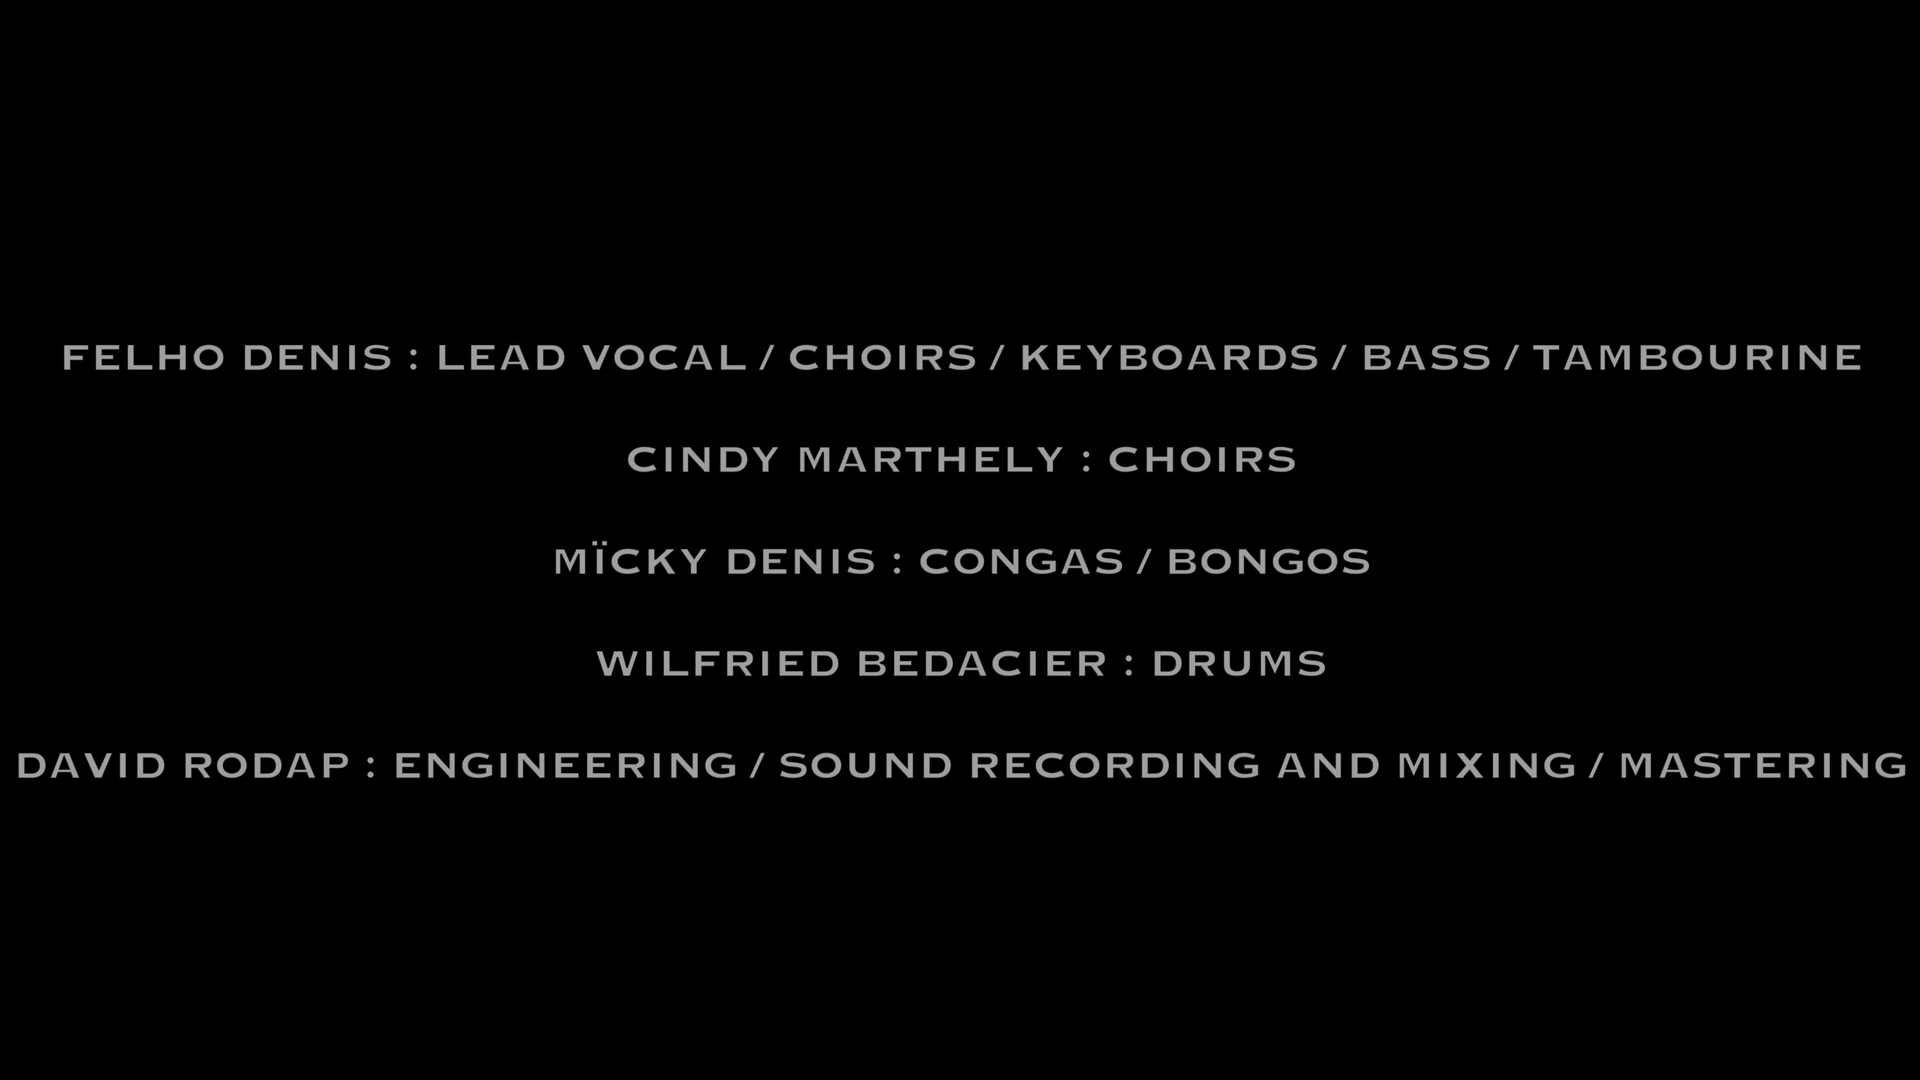 FELHO DENIS : LEAD VOCAL / CHOIRS / KEYBOARDS / BASS / TAMBOURINE
CINDY MARTHELY : CHOIRS
MÏCKY DENIS : CONGAS / BONGOS
WILFRIED BEDACIER : DRUMS
DAVID RODAP : ENGINEERING / SOUND RECORDING AND MIXING / MASTERING